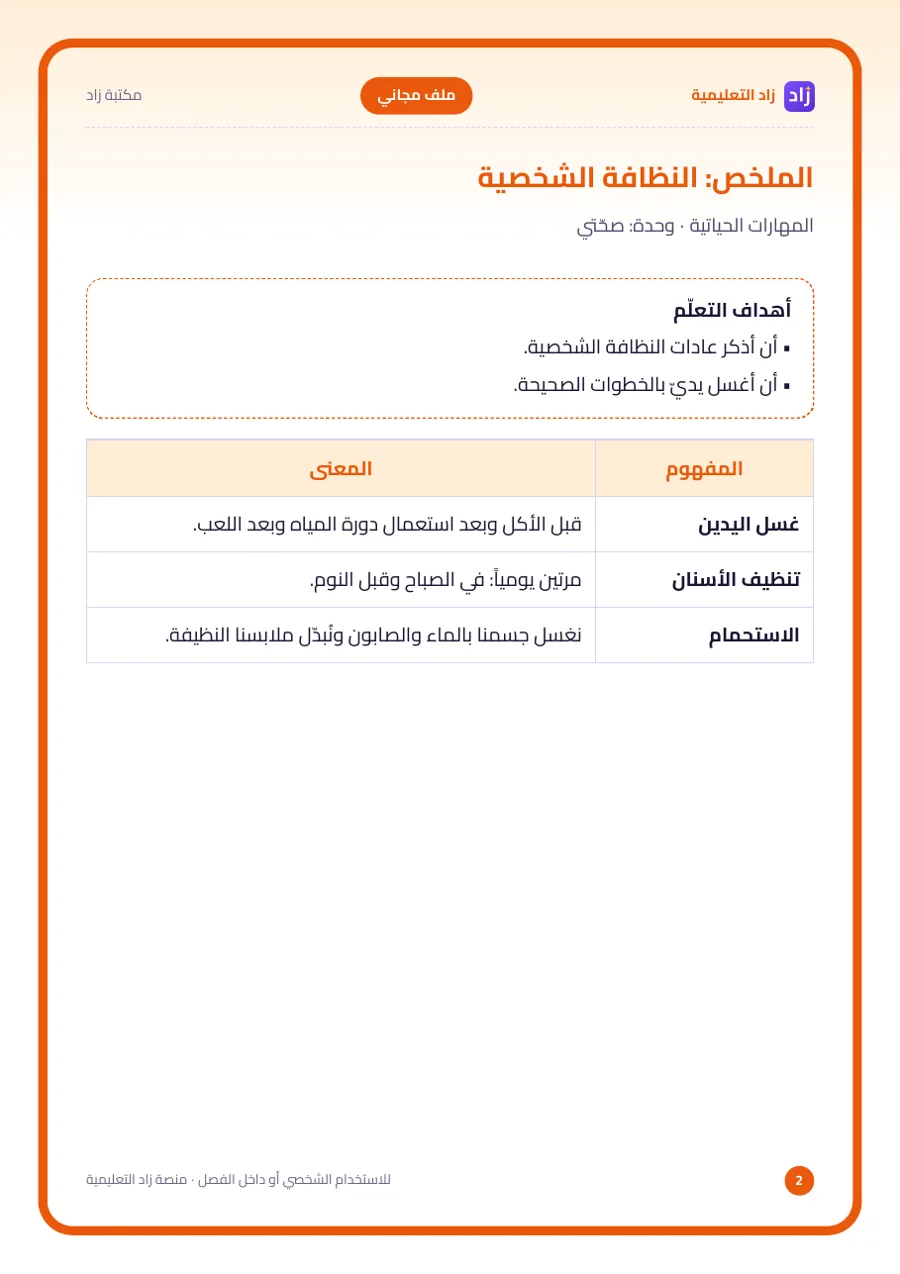 زاد زاد التعليمية
ملف مجاني
مكتبة زاد
الملخص: النظافة الشخصية
المهارات الحياتية · وحدة: صحّتي
أهداف التعلّم
▪ أن أذكر عادات النظافة الشخصية.
▪ أن أغسل يديّ بالخطوات الصحيحة.
المفهوم المعنى
غسل اليدين قبل الأكل وبعد استعمال دورة المياه وبعد اللعب.
تنظيف الأسنان مرتين يومياً: في الصباح وقبل النوم.
الاستحمام نغسل جسمنا بالماء والصابون ونُبدّل ملابسنا النظيفة.
2
للاستخدام الشخصي أو داخل الفصل · منصة زاد التعليمية